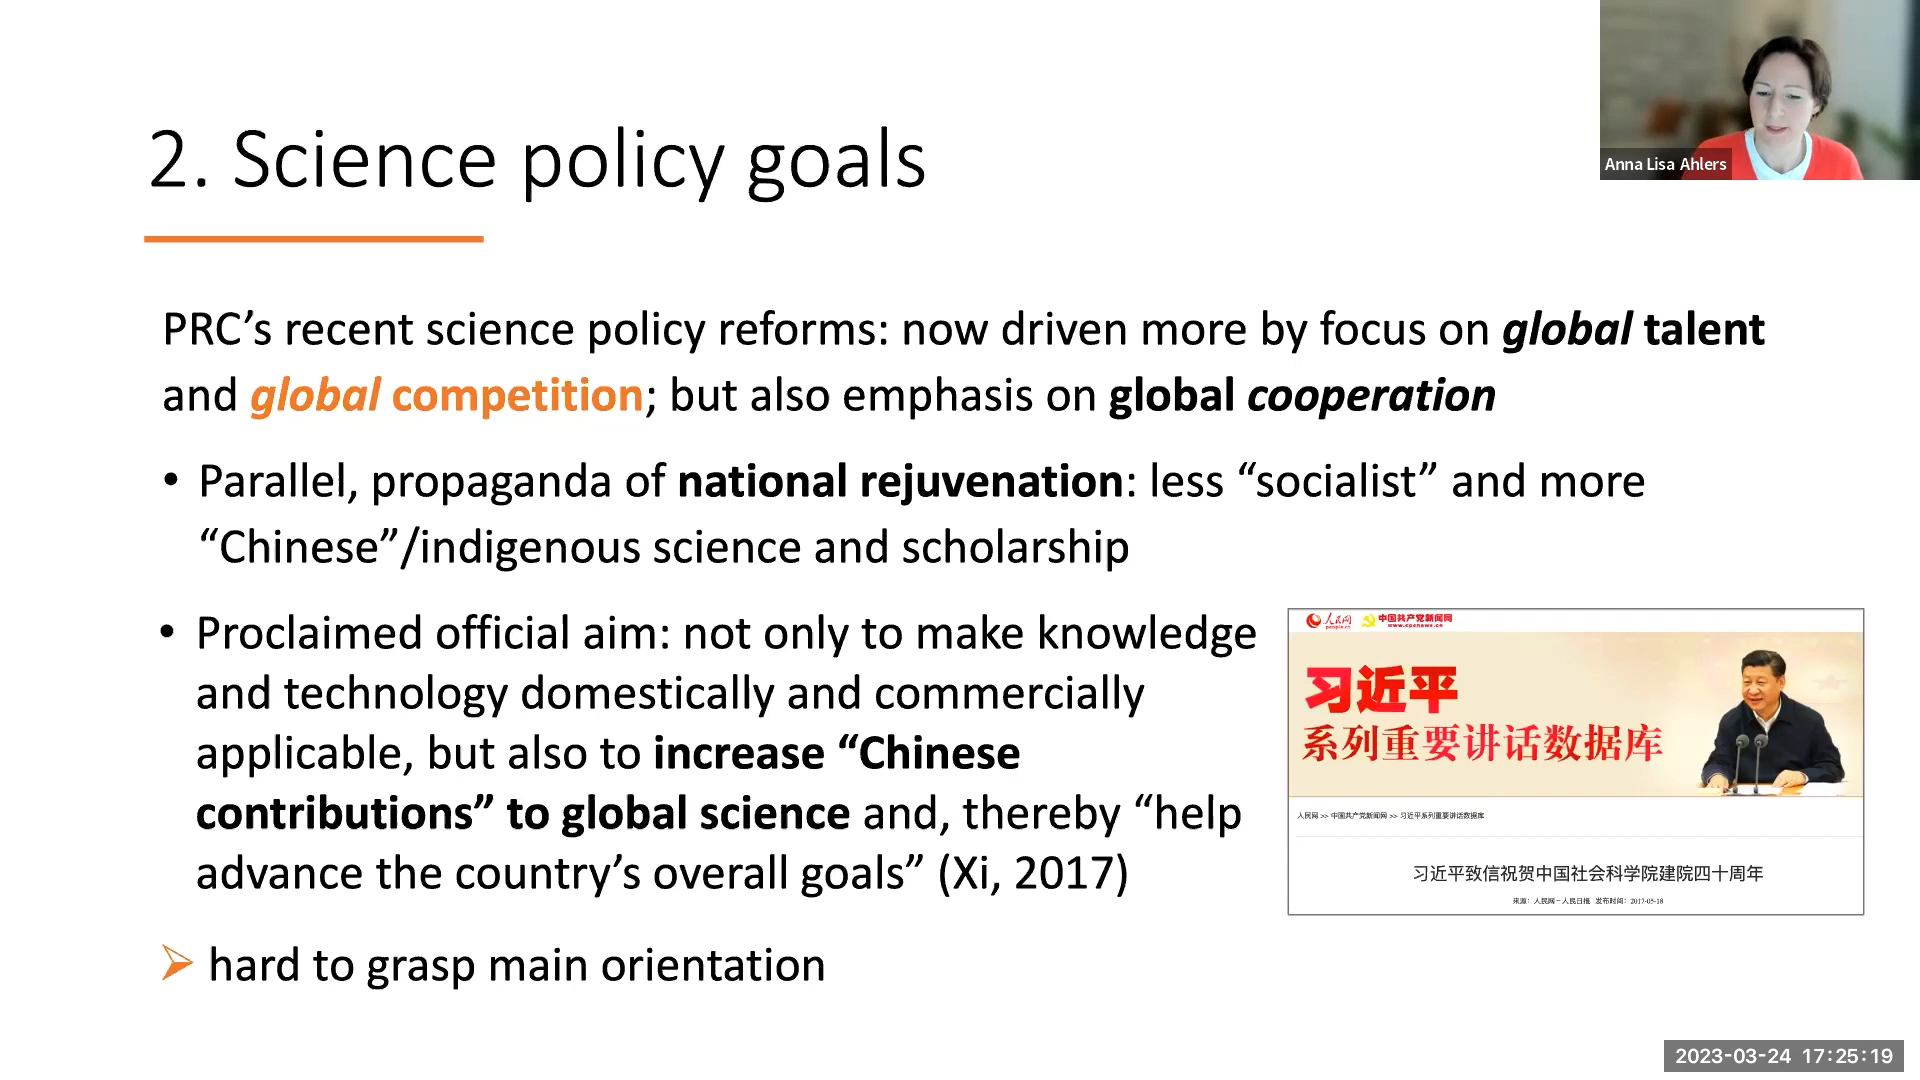 Anna Lisa Ahlers
2. Science policy goals
PRC’s recent science policy reforms: now driven more by focus on global talent
and global competition; but also emphasis on global cooperation
• Parallel, propaganda of national rejuvenation: less “socialist” and more
“Chinese”/indigenous science and scholarship
• Proclaimed official aim: not only to make knowledge
and technology domestically and commercially
applicable, but also to increase “Chinese
contributions” to global science and, thereby “help
advance the country’s overall goals” (Xi, 2017)
➢ hard to grasp main orientation
人民网 people.cn
中国共产党新闻网 www.cpcnews.cn
习近平
系列重要讲话数据库
人民网 >> 中国共产党新闻网 >> 习近平系列重要讲话数据库
习近平致信祝贺中国社会科学院建院四十周年
来源：人民网－人民日报 发布时间：2017-05-18
2023-03-24 17:25:19